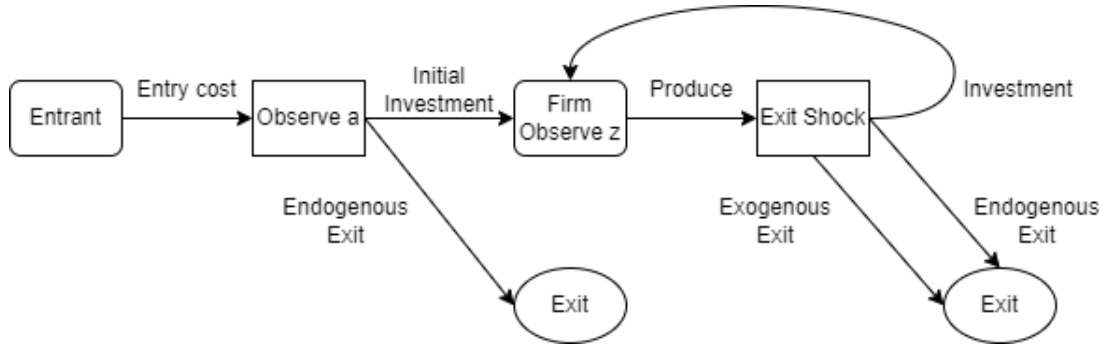 Entrant
Entry cost
Observe a
Initial
Investment
Firm
Observe z
Produce
Exit Shock
Investment
Endogenous
Exit
Exit
Exogenous
Exit
Endogenous
Exit
Exit